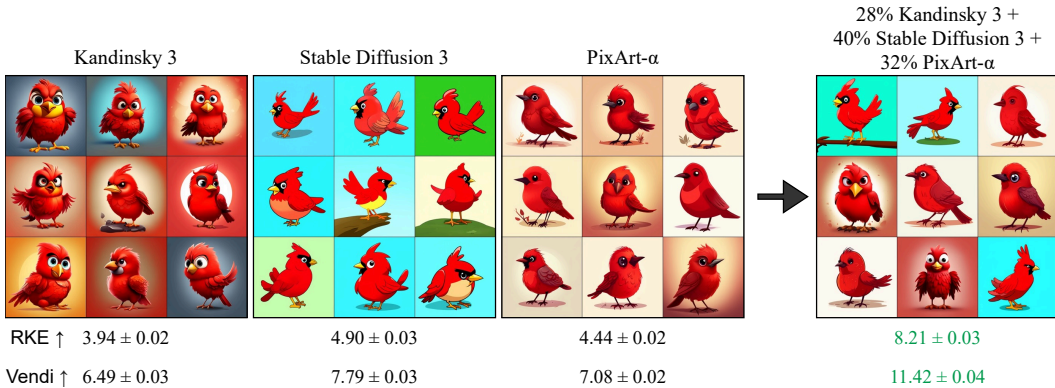 Kandinsky 3
Stable Diffusion 3
PixArt-α
28% Kandinsky 3 +
40% Stable Diffusion 3 +
32% PixArt-α
RKE ↑ 3.94 ± 0.02 4.90 ± 0.03 4.44 ± 0.02 8.21 ± 0.03
Vendi ↑ 6.49 ± 0.03 7.79 ± 0.03 7.08 ± 0.02 11.42 ± 0.04